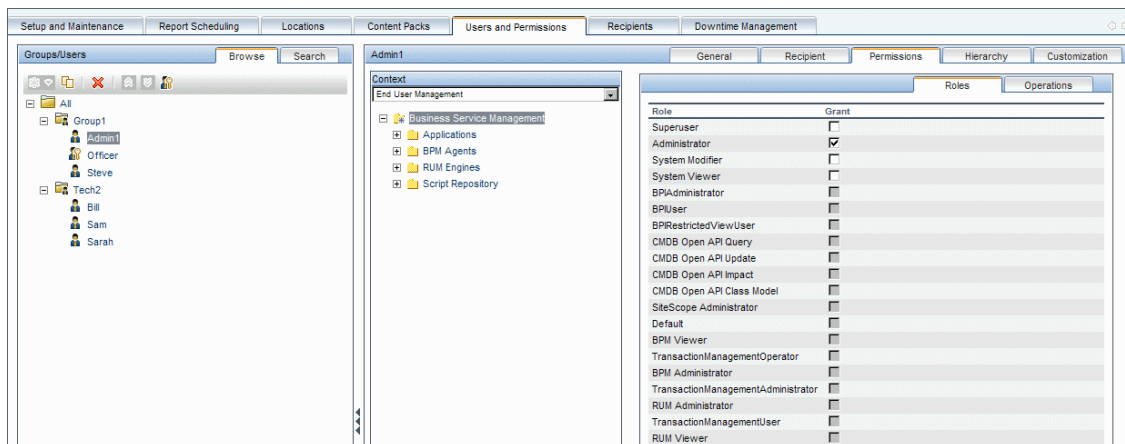 Setup and Maintenance Report Scheduling Locations Content Packs Users and Permissions Recipients Downtime Management
Groups/Users Browse Search
All
Group1
Admin1
Officer
Steve
Tech2
Bill
Sam
Sarah
Admin1 General Recipient Permissions Hierarchy Customization
Context
End User Management
Business Service Management
Applications
BPM Agents
RUM Engines
Script Repository
Roles Operations
Role Grant
Superuser
Administrator
System Modifier
System Viewer
BPIAdministrator
BPIUser
BPIRestrictedViewUser
CMDB Open API Query
CMDB Open API Update
CMDB Open API Impact
CMDB Open API Class Model
SiteScope Administrator
Default
BPM Viewer
TransactionManagementOperator
BPM Administrator
TransactionManagementAdministrator
RUM Administrator
TransactionManagementUser
RUM Viewer